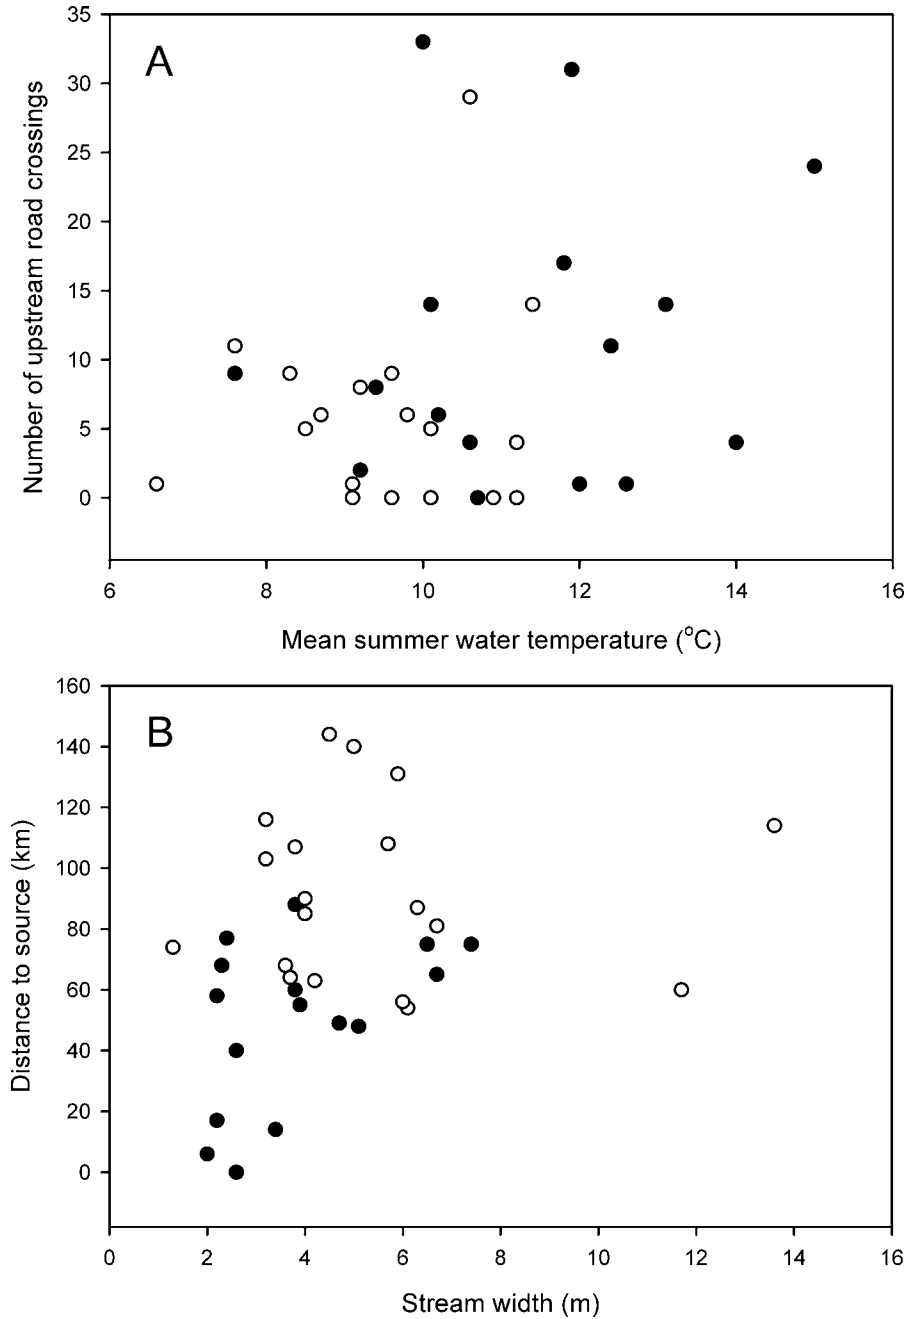 A
35
30
25
20
15
10
5
0
Number of upstream road crossings
6 8 10 12 14 16
Mean summer water temperature (°C)
B
160
140
120
100
80
60
40
20
0
Distance to source (km)
0 2 4 6 8 10 12 14 16
Stream width (m)